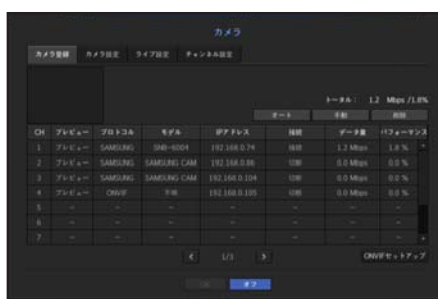 カメラ
カメラ登録 カメラ設定 ライブ設定 チャンネル設定
トータル : 1.2 Mbps /1.8%
オート 手動 削除
CH プレビュー プロトコル モデル IPアドレス 接続 データ量 パフォーマンス
1 プレビュー SAMSUNG SNB-6004 192.168.0.74 接続 1.2 Mbps 1.8 %
2 プレビュー SAMSUNG SAMSUNG CAM 192.168.0.86 切断 0.0 Mbps 0.0 %
3 プレビュー SAMSUNG SAMSUNG CAM 192.168.0.104 切断 0.0 Mbps 0.0 %
4 プレビュー ONVIF 不明 192.168.0.105 切断 0.0 Mbps 0.0 %
5 - - - - - - -
6 - - - - - - -
7 - - - - - - -
< 1/1 > ONVIFセットアップ
オフ